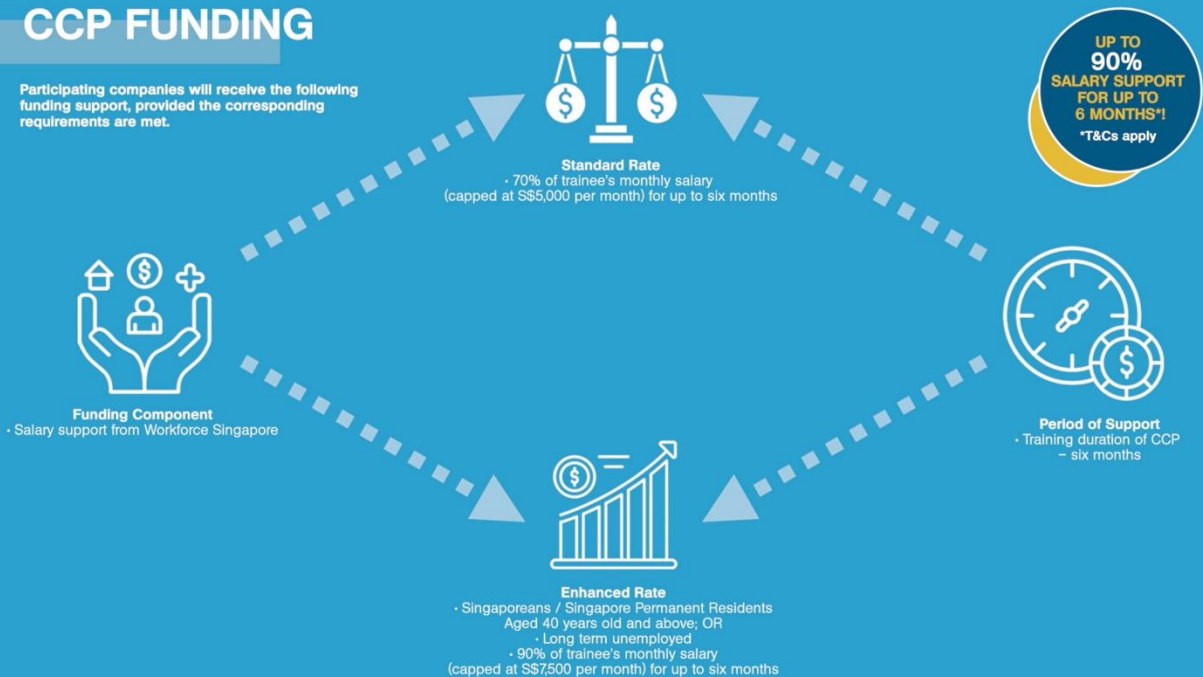 CCP FUNDING
Participating companies will receive the following
funding support, provided the corresponding
requirements are met.
UP TO
90%
SALARY SUPPORT
FOR UP TO
6 MONTHS*!
*T&Cs apply
$ $
Standard Rate
· 70% of trainee's monthly salary
(capped at S$5,000 per month) for up to six months
$
Funding Component
· Salary support from Workforce Singapore
$
Period of Support
· Training duration of CCP
– six months
$
Enhanced Rate
· Singaporeans / Singapore Permanent Residents
Aged 40 years old and above; OR
· Long term unemployed
· 90% of trainee's monthly salary
(capped at S$7,500 per month) for up to six months